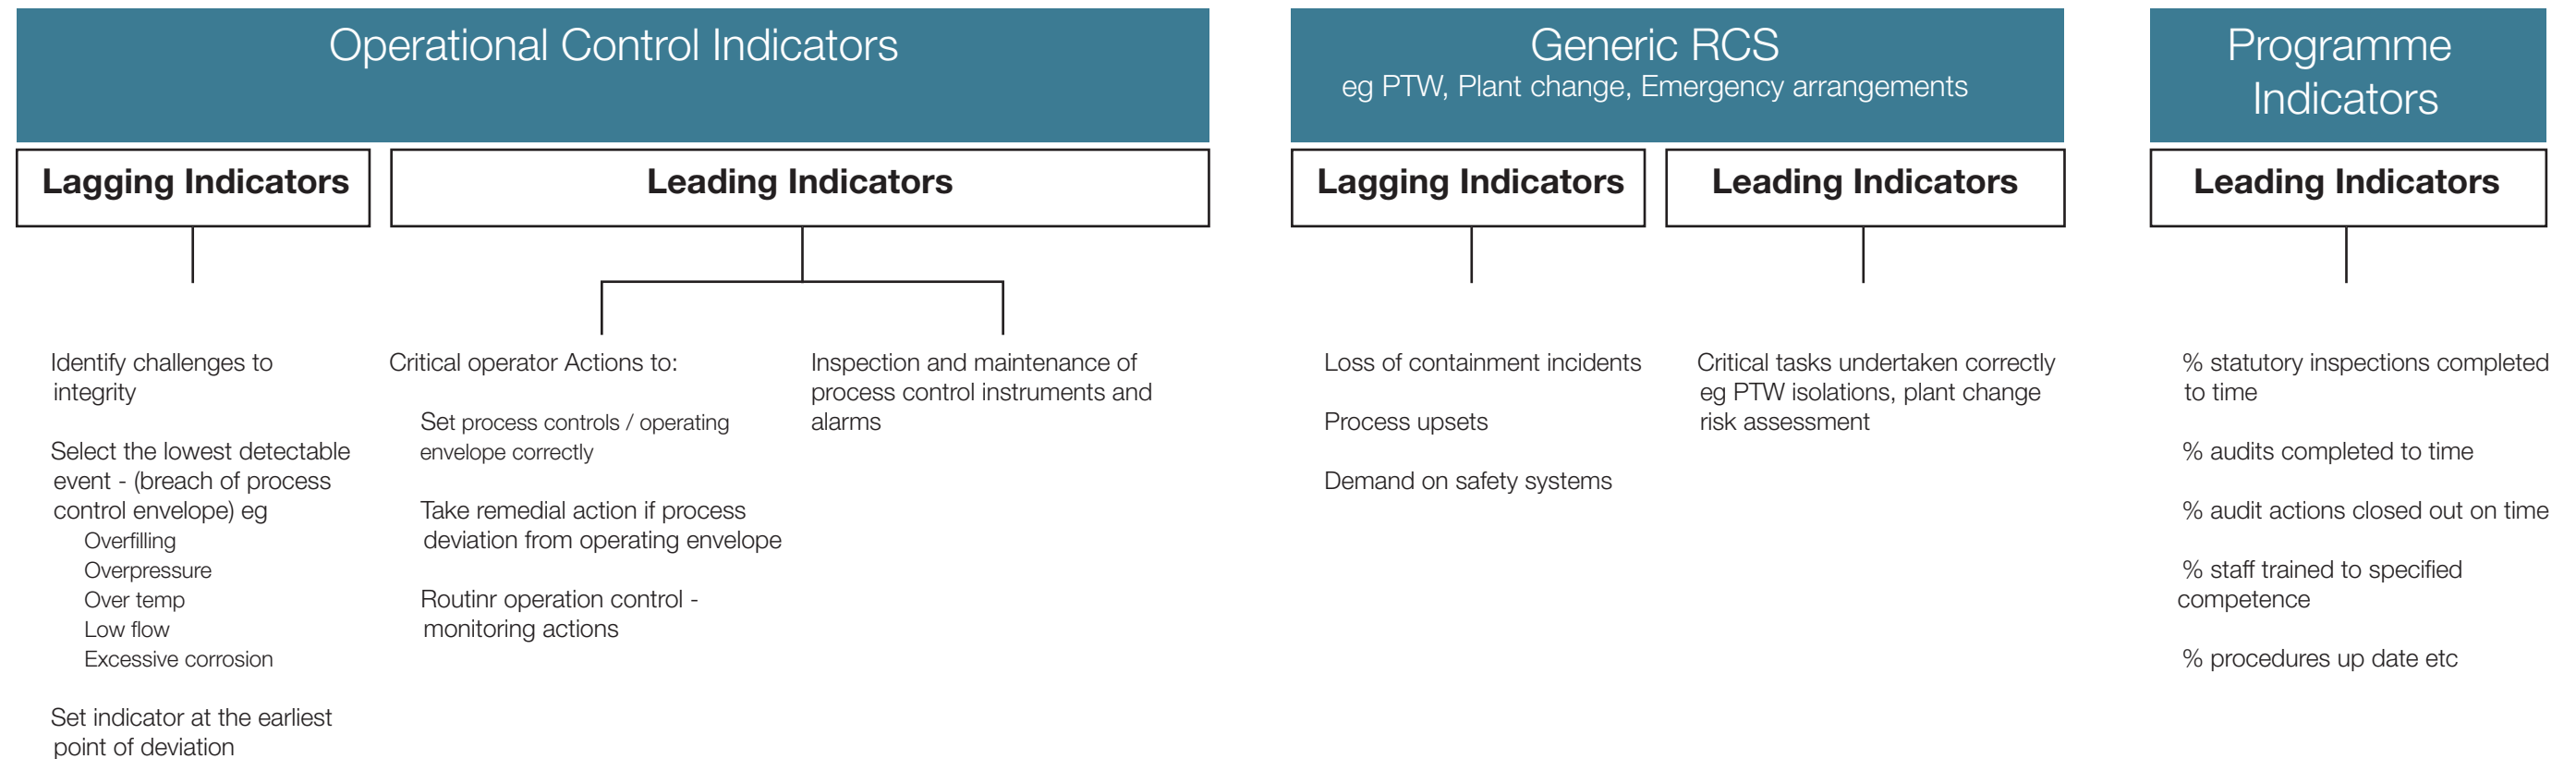 Operational Control Indicators
Lagging Indicators
Identify challenges to
integrity
Select the lowest detectable
event - (breach of process
control envelope) eg
Overfilling
Overpressure
Over temp
Low flow
Excessive corrosion
Set indicator at the earliest
point of deviation
Leading Indicators
Critical operator Actions to:
Set process controls / operating
envelope correctly
Take remedial action if process
deviation from operating envelope
Routinr operation control -
monitoring actions
Inspection and maintenance of
process control instruments and
alarms
Generic RCS
eg PTW, Plant change, Emergency arrangements
Lagging Indicators
Loss of containment incidents
Process upsets
Demand on safety systems
Leading Indicators
Critical tasks undertaken correctly
eg PTW isolations, plant change
risk assessment
Programme
Indicators
Leading Indicators
% statutory inspections completed
to time
% audits completed to time
% audit actions closed out on time
% staff trained to specified
competence
% procedures up date etc